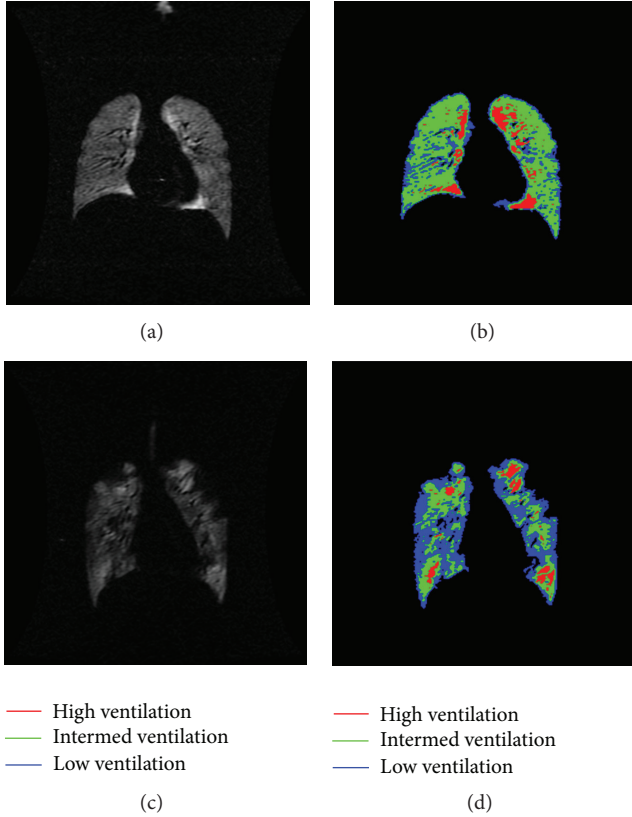 (a)
(b)
High ventilation
Intermed ventilation
Low ventilation
(c)
High ventilation
Intermed ventilation
Low ventilation
(d)